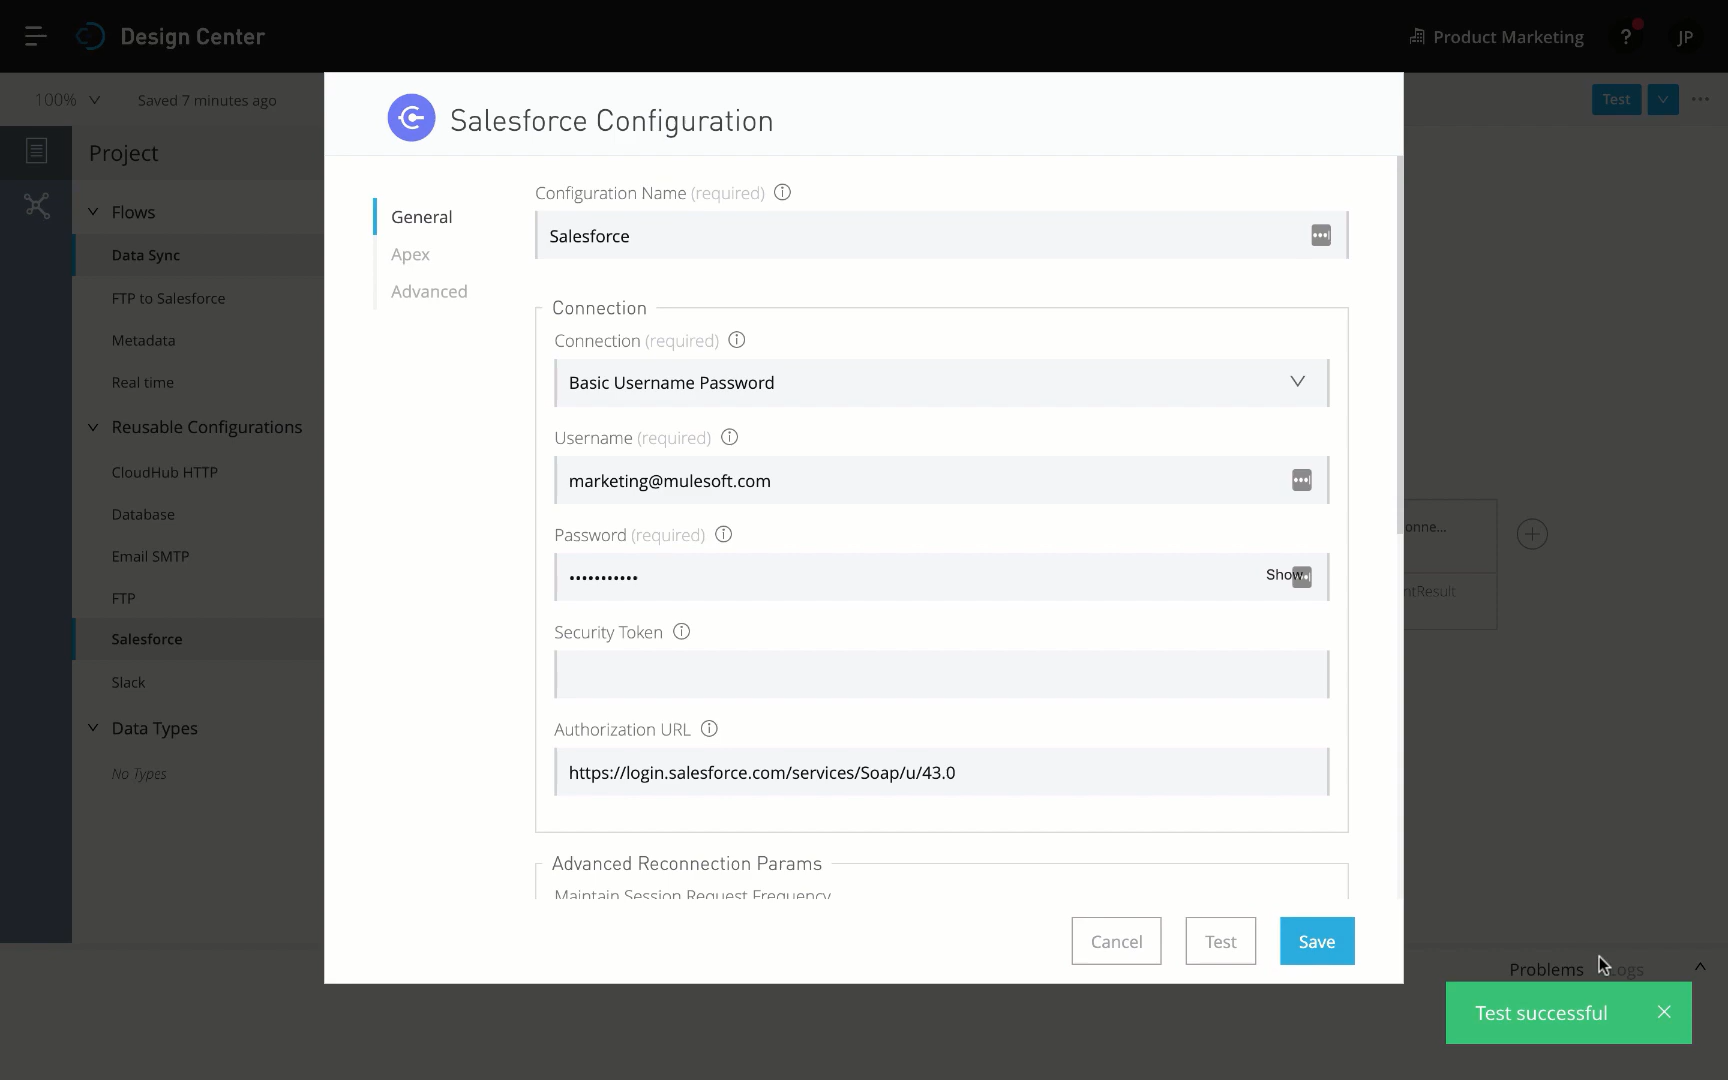 Design Center
Product Marketing
?
JP
100%
Saved 7 minutes ago
Test
Project
Flows
Data Sync
FTP to Salesforce
Metadata
Real time
Reusable Configurations
CloudHub HTTP
Database
Email SMTP
FTP
Salesforce
Slack
Data Types
No Types
Salesforce Configuration
General
Apex
Advanced
Configuration Name (required)
Salesforce
Connection
Connection (required)
Basic Username Password
Username (required)
marketing@mulesoft.com
Password (required)
•••••••••••
Show
Security Token
Authorization URL
https://login.salesforce.com/services/Soap/u/43.0
Advanced Reconnection Params
Maintain Session Request Frequency
Cancel
Test
Save
onne...
ntResult
Problems
Logs
Test successful